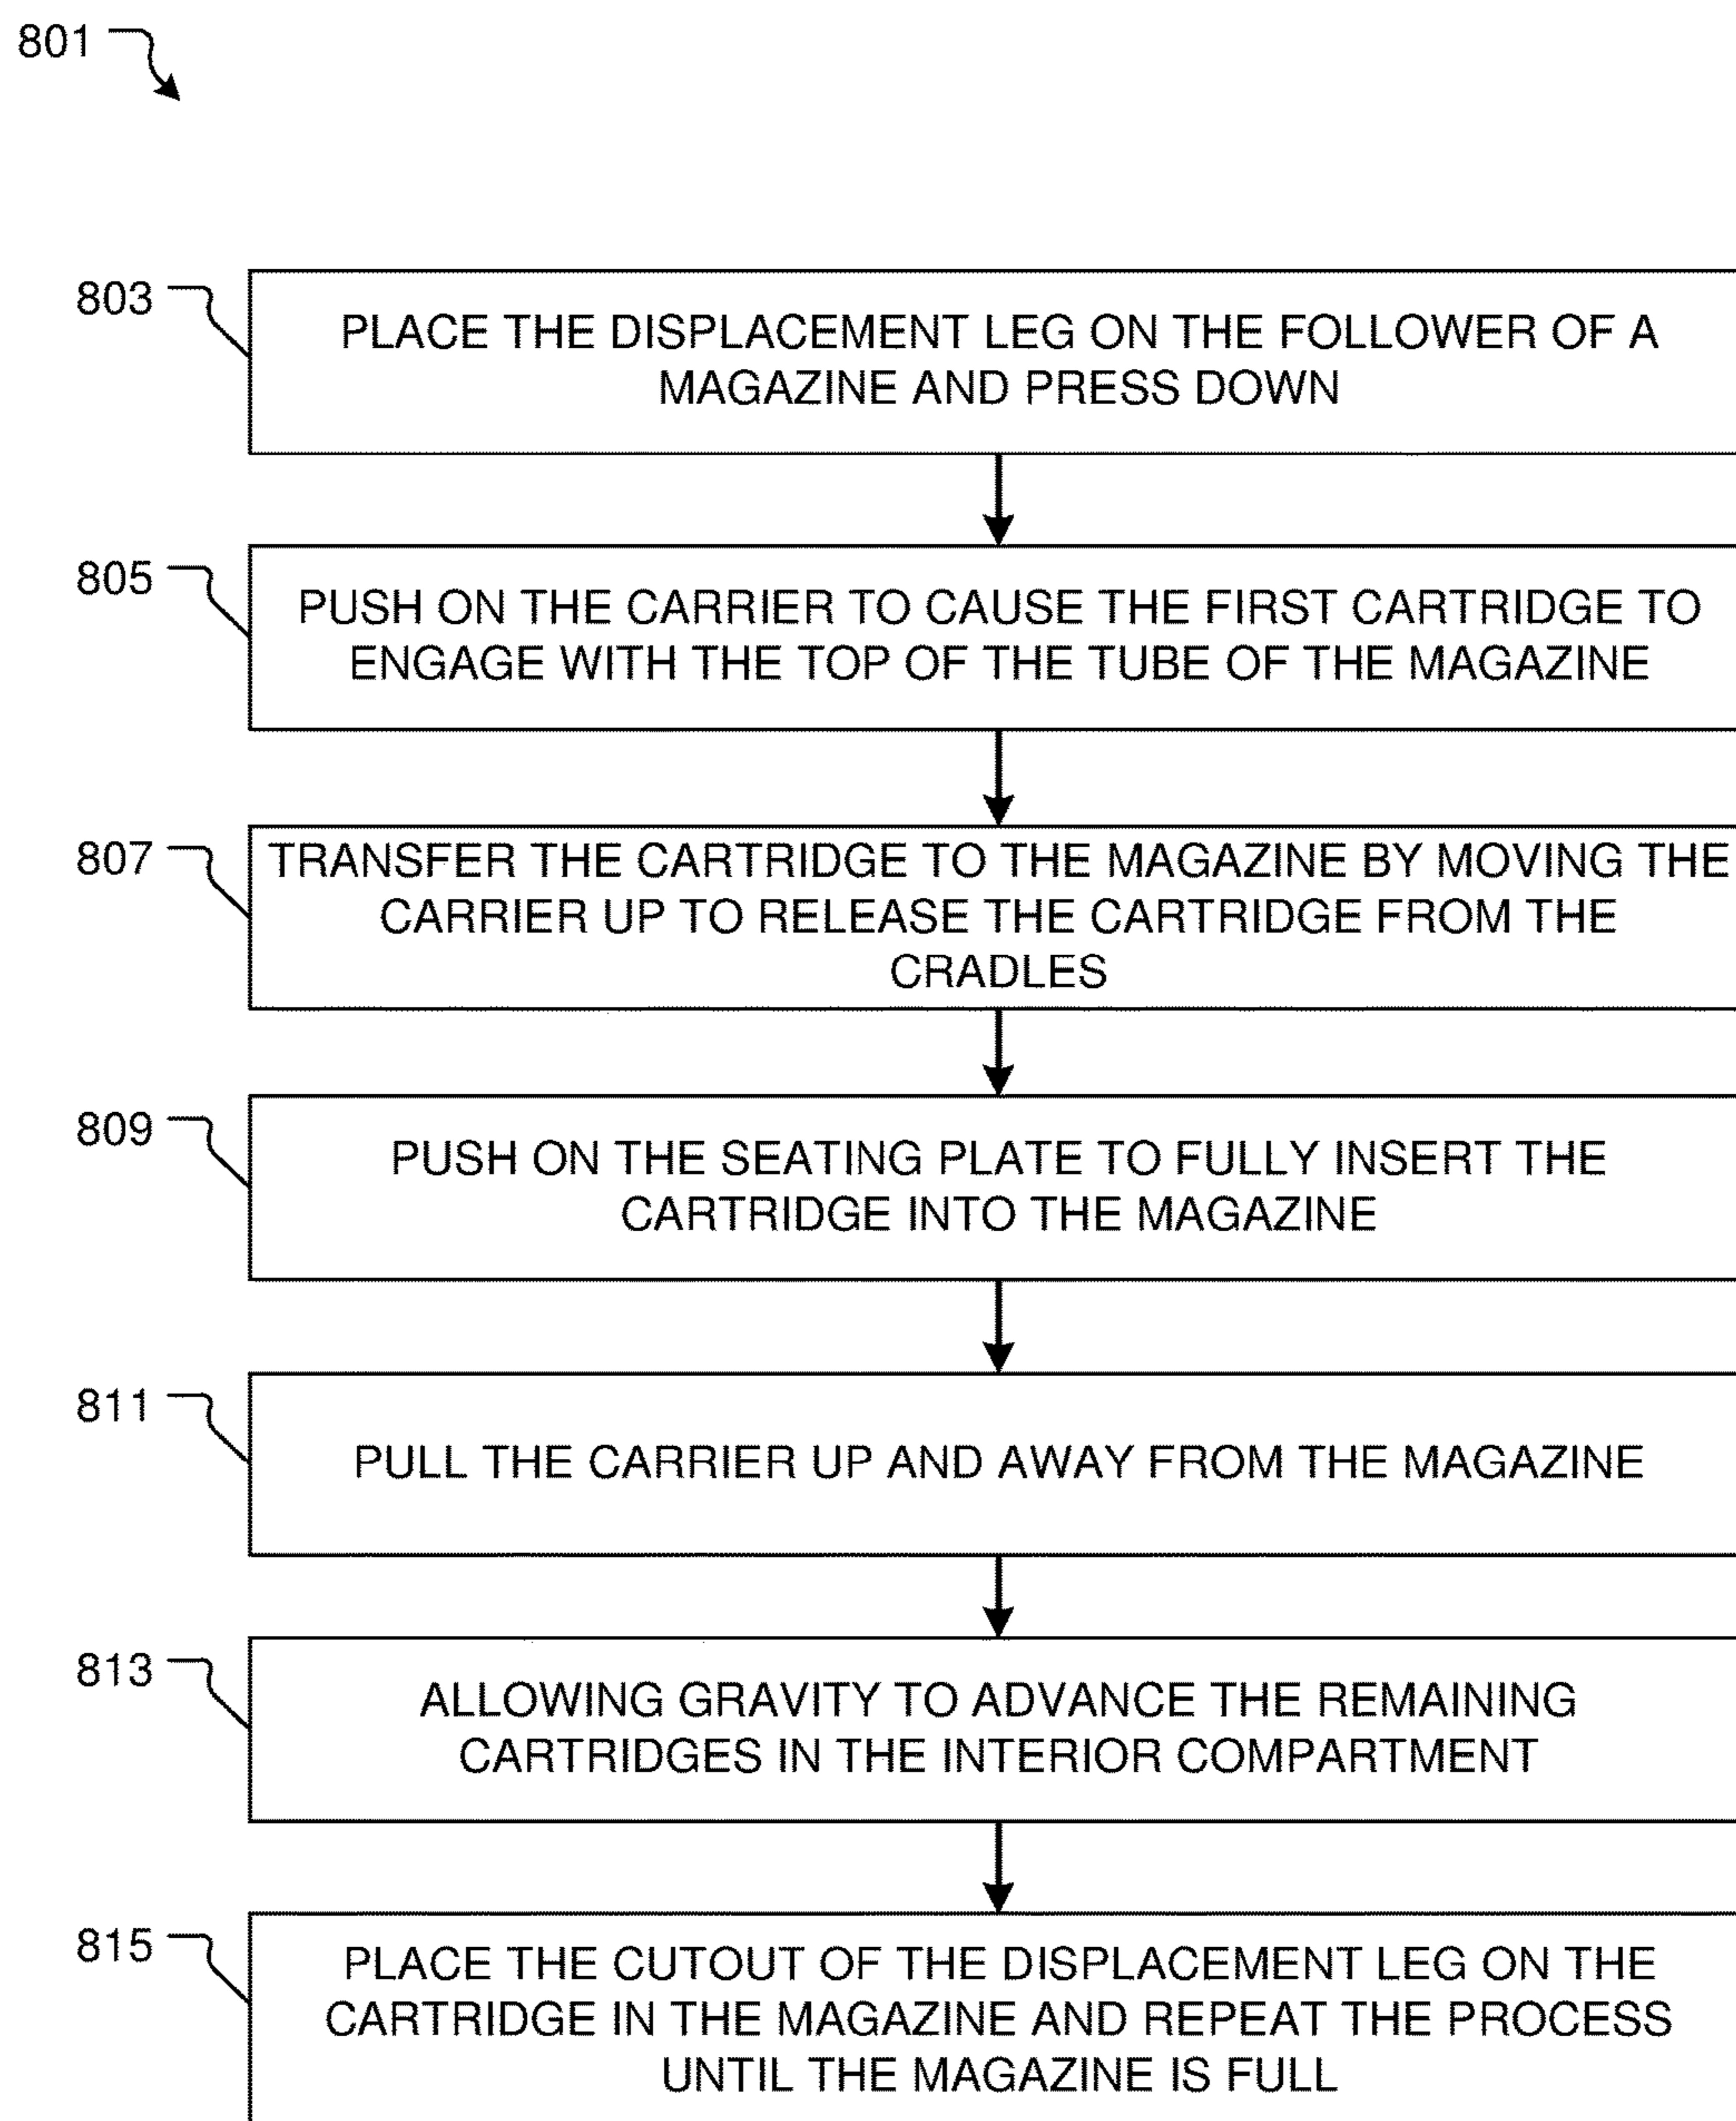 801
803
PLACE THE DISPLACEMENT LEG ON THE FOLLOWER OF A
MAGAZINE AND PRESS DOWN
805
PUSH ON THE CARRIER TO CAUSE THE FIRST CARTRIDGE TO
ENGAGE WITH THE TOP OF THE TUBE OF THE MAGAZINE
807
TRANSFER THE CARTRIDGE TO THE MAGAZINE BY MOVING THE
CARRIER UP TO RELEASE THE CARTRIDGE FROM THE
CRADLES
809
PUSH ON THE SEATING PLATE TO FULLY INSERT THE
CARTRIDGE INTO THE MAGAZINE
811
PULL THE CARRIER UP AND AWAY FROM THE MAGAZINE
813
ALLOWING GRAVITY TO ADVANCE THE REMAINING
CARTRIDGES IN THE INTERIOR COMPARTMENT
815
PLACE THE CUTOUT OF THE DISPLACEMENT LEG ON THE
CARTRIDGE IN THE MAGAZINE AND REPEAT THE PROCESS
UNTIL THE MAGAZINE IS FULL